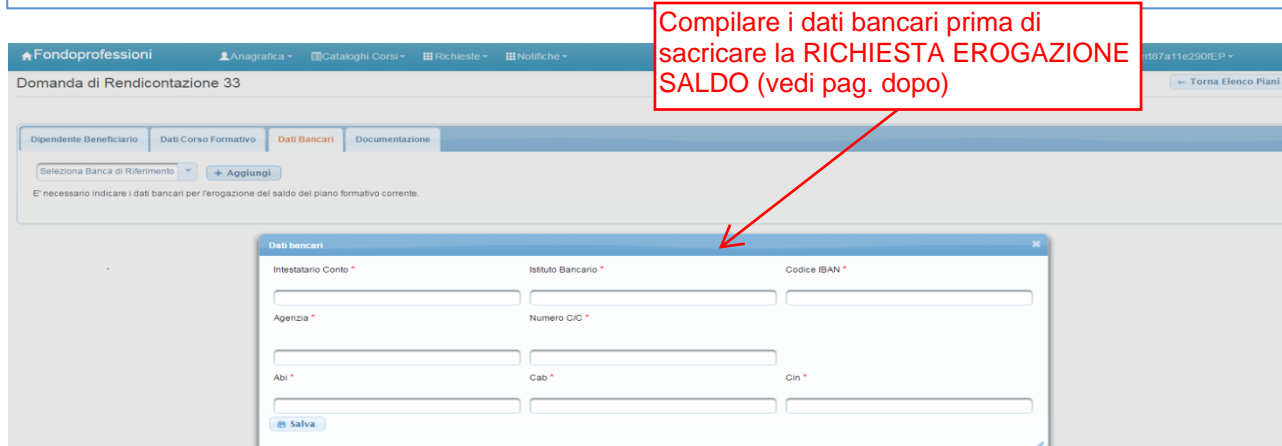 Compilare i dati bancari prima di
sacricare la RICHIESTA EROGAZIONE
SALDO (vedi pag. dopo)
Fondoprofessioni Anagrafica Cataloghi Corsi Richieste Notifiche
Domanda di Rendicontazione 33 ← Torna Elenco Piani
Dipendente Beneficiario Dati Corso Formativo Dati Bancari Documentazione
Seleziona Banca di Riferimento + Aggiungi
E' necessario indicare i dati bancari per l'erogazione del saldo del piano formativo corrente.
Dati bancari
Intestatario Conto * Istituto Bancario * Codice IBAN *
Agenzia * Numero C/C *
Abi * Cab * Cin *
Salva